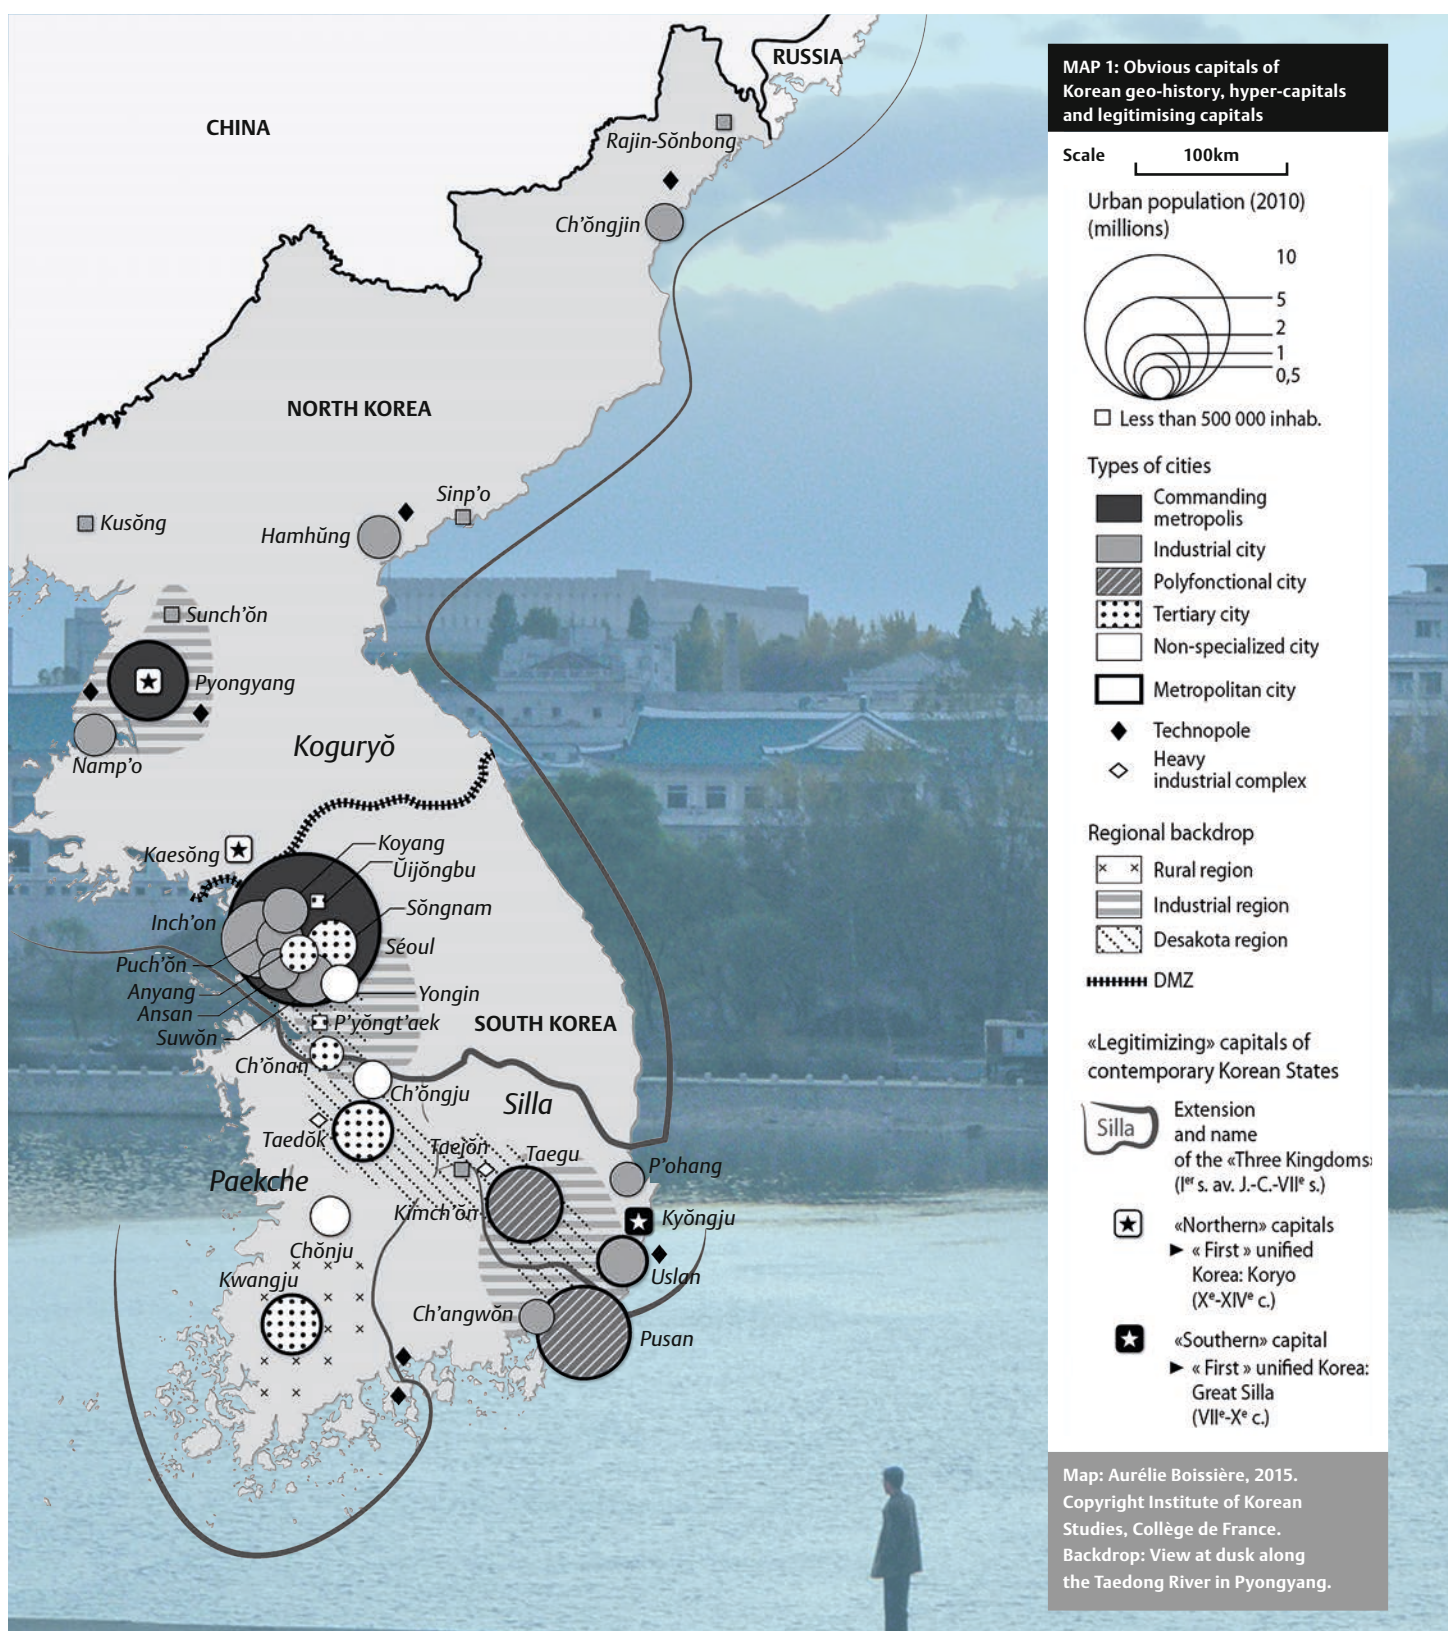 RUSSIA
CHINA
Rajin-Sŏnbong
Ch'ŏngjin
NORTH KOREA
Sinp'o
Kusŏng
Hamhŭng
Sunch'ŏn
Pyongyang
Koguryŏ
Namp'o
Koyang
Kaesŏng
Ŭijŏngbu
Sŏngnam
Inch'on
Séoul
Puch'ŏn
Anyang
Yongin
Ansan
SOUTH KOREA
P'yŏngt'aek
Suwŏn
Ch'ŏnan
Ch'ŏngju
Silla
Taedŏk
Taejŏn
Taegu
P'ohang
Paekche
Kimch'ŏn
Kyŏngju
Chŏnju
Kwangju
Uslan
Ch'angwŏn
Pusan
MAP 1: Obvious capitals of
Korean geo-history, hyper-capitals
and legitimising capitals
Scale 100km
Urban population (2010)
(millions)
10
5
2
1
0,5
Less than 500 000 inhab.
Types of cities
Commanding
metropolis
Industrial city
Polyfonctional city
Tertiary city
Non-specialized city
Metropolitan city
Technopole
Heavy
industrial complex
Regional backdrop
Rural region
Industrial region
Desakota region
DMZ
«Legitimizing» capitals of
contemporary Korean States
Silla
Extension
and name
of the «Three Kingdoms»
(Iᵉʳ s. av. J.-C.-VIIᵉ s.)
«Northern» capitals
► « First » unified
Korea: Koryo
(Xᵉ-XIVᵉ c.)
«Southern» capital
► « First » unified Korea:
Great Silla
(VIIᵉ-Xᵉ c.)
Map: Aurélie Boissière, 2015.
Copyright Institute of Korean
Studies, Collège de France.
Backdrop: View at dusk along
the Taedong River in Pyongyang.